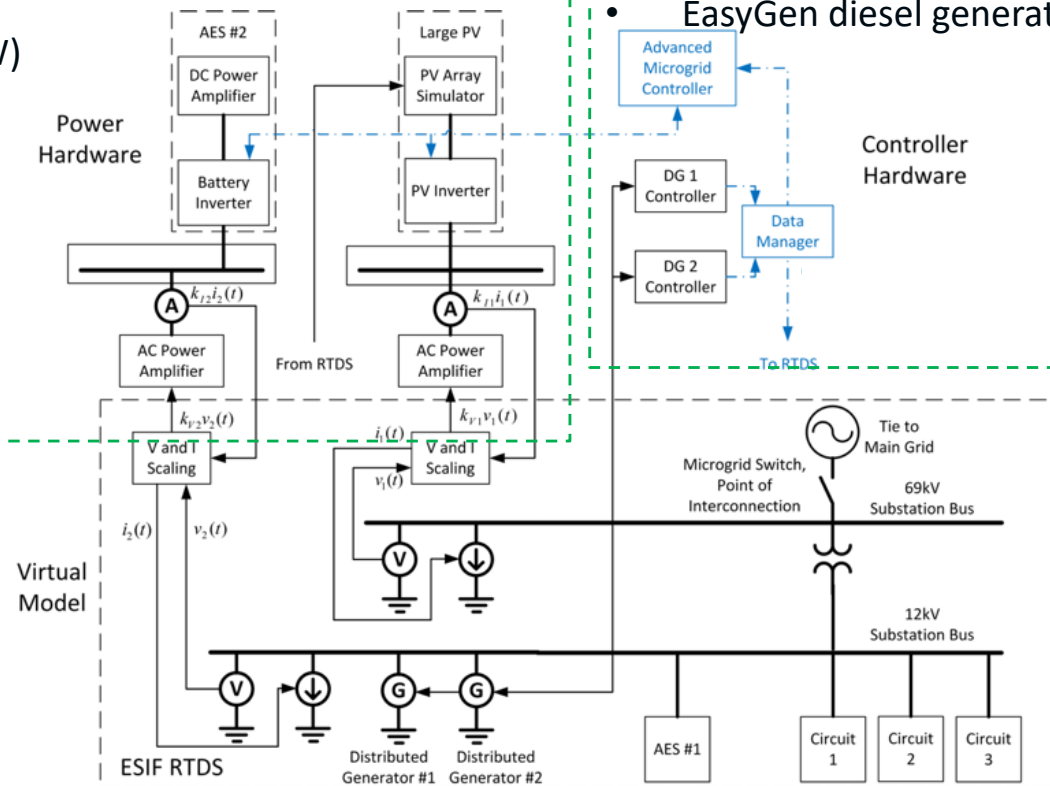 • EasyGen diesel generat
W)
AES #2
DC Power
Amplifier
Battery
Inverter
Large PV
PV Array
Simulator
PV Inverter
Power
Hardware
Advanced
Microgrid
Controller
DG 1
Controller
DG 2
Controller
Data
Manager
Controller
Hardware
To RTDS
A
k_{I2}i_2(t)
A
k_{I1}i_1(t)
AC Power
Amplifier
From RTDS
AC Power
Amplifier
k_{V2}v_2(t)
k_{V1}v_1(t)
V and I
Scaling
i_1(t)
V and I
Scaling
v_1(t)
i_2(t)
v_2(t)
Tie to
Main Grid
Microgrid Switch,
Point of
Interconnection
69kV
Substation Bus
V
Virtual
Model
12kV
Substation Bus
V
G
G
Distributed
Generator #1
Distributed
Generator #2
AES #1
Circuit
1
Circuit
2
Circuit
3
ESIF RTDS